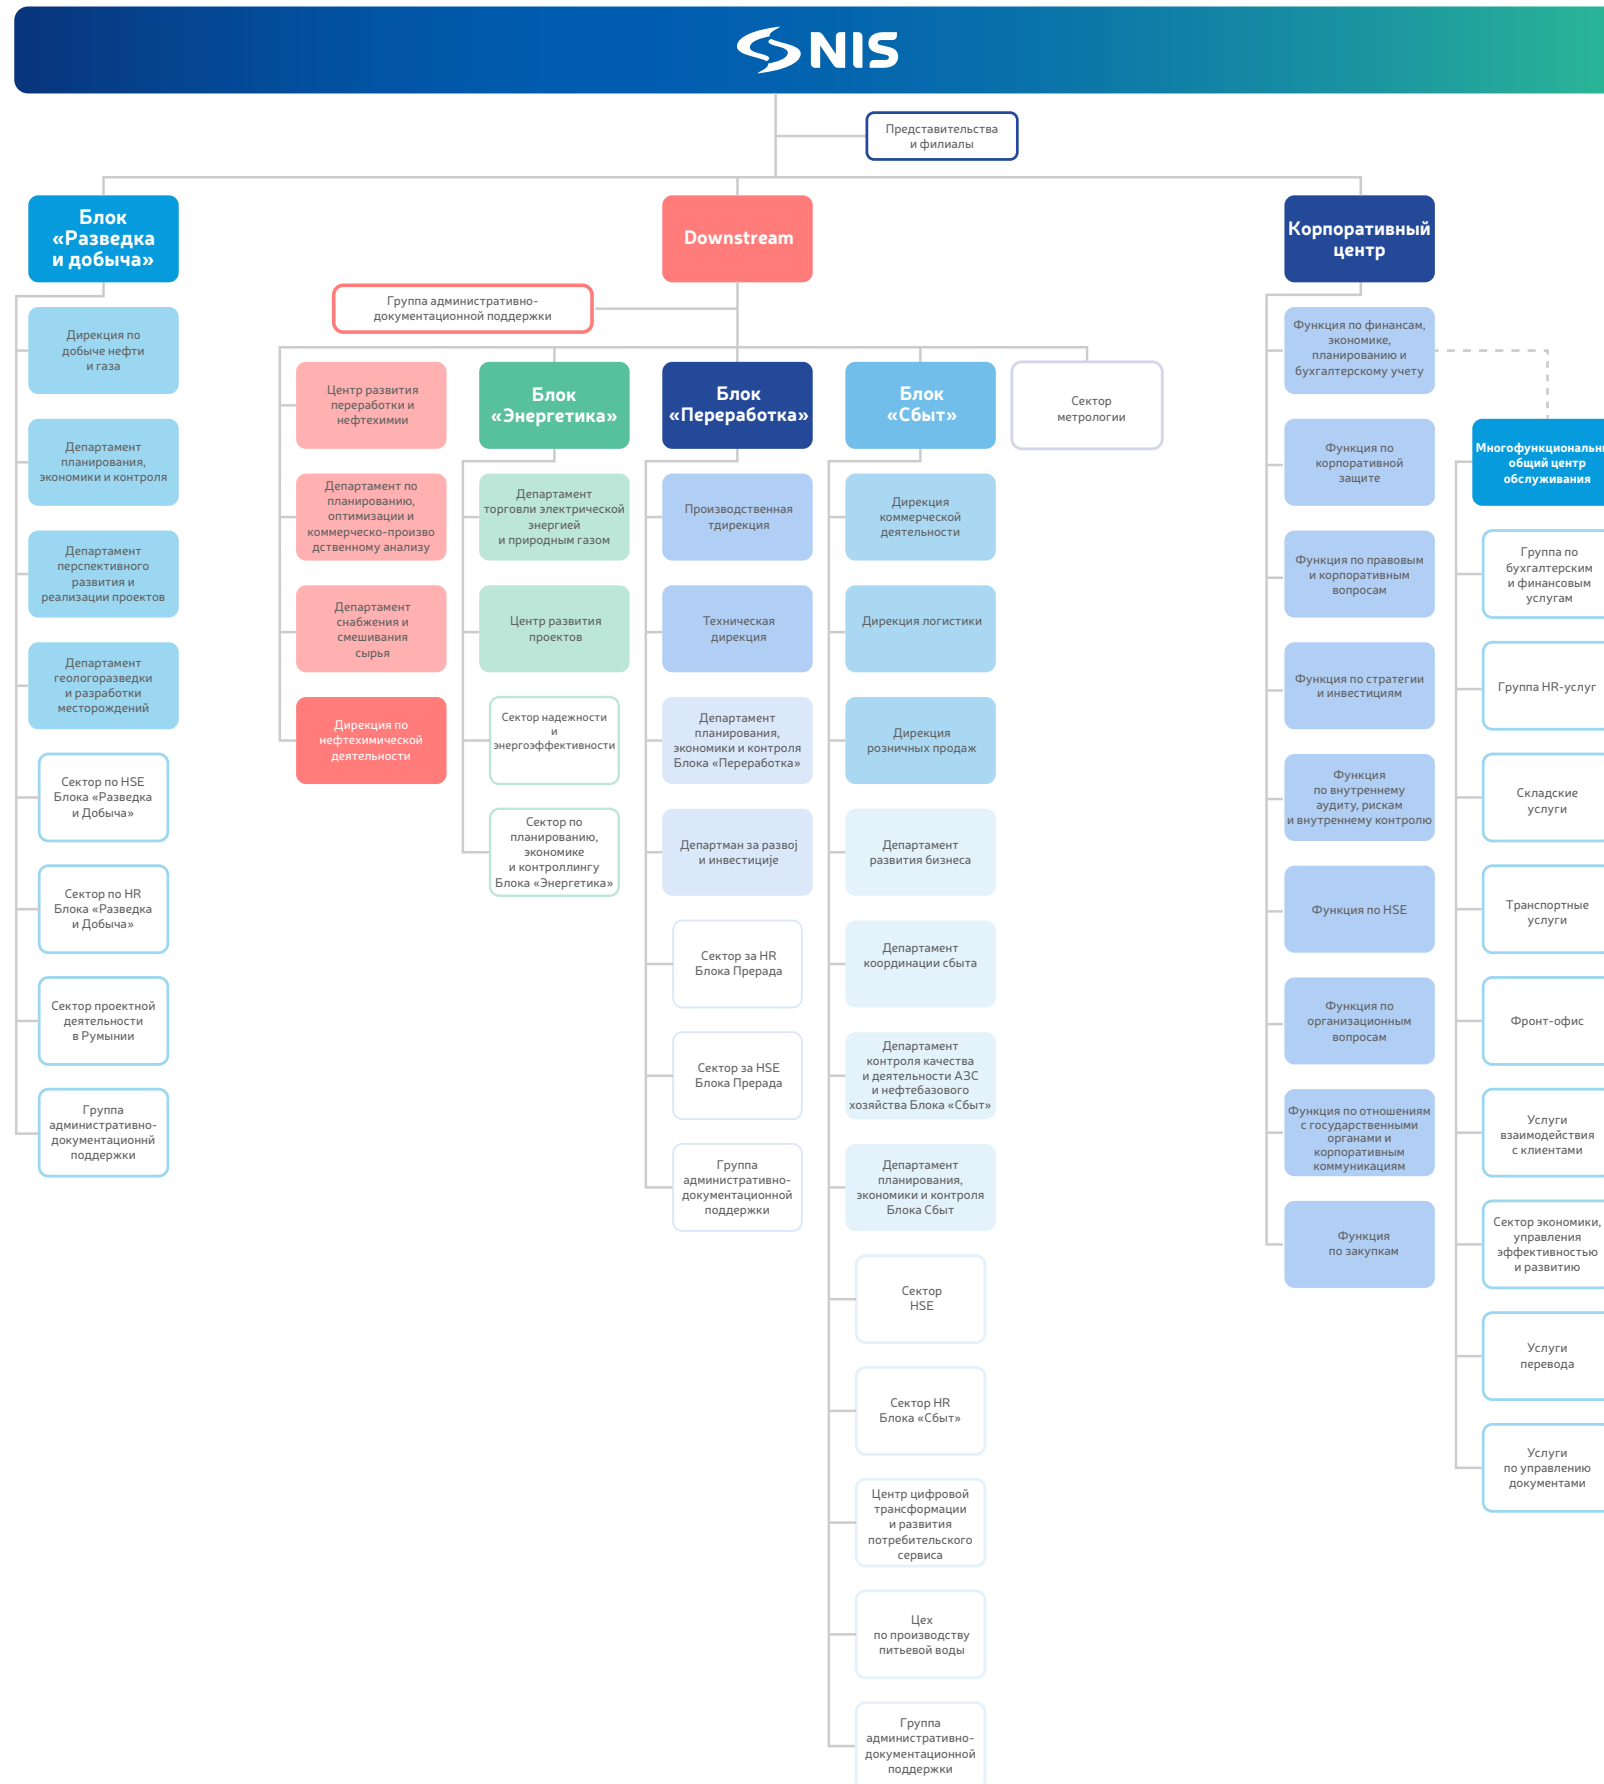 NIS
Представительства
и филиалы
Блок
«Разведка
и добыча»
Дирекция по
добыче нефти
и газа
Департамент
планирования,
экономики и контроля
Департамент
перспективного
развития и
реализации проектов
Департамент
геологоразведки
и разработки
месторождений
Сектор по HSE
Блока «Разведка
и Добыча»
Сектор по HR
Блока «Разведка
и Добыча»
Сектор проектной
деятельности
в Румынии
Группа
административно-
документационнй
поддержки
Downstream
Группа административно-
документационной поддержки
Центр развития
переработки и
нефтехимии
Департамент по
планированию,
оптимизации и
коммерческо-произво
дственному анализу
Департамент
снабжения и
смешивания
сырья
Дирекция по
нефтехимической
деятельности
Блок
«Энергетика»
Департамент
торговли электрической
энергией
и природным газом
Центр развития
проектов
Сектор надежности
и
энергоэффективности
Сектор по
планированию,
экономике
и контроллингу
Блока «Энергетика»
Блок
«Переработка»
Производственная
тдирекция
Техническая
дирекция
Департамент
планирования,
экономики и контроля
Блока «Переработка»
Департман за развој
и инвестиције
Сектор за HR
Блока Прерада
Сектор за HSE
Блока Прерада
Группа
административно-
документационной
поддержки
Блок
«Сбыт»
Дирекция
коммерческой
деятельности
Дирекция логистики
Дирекция
розничных продаж
Департамент
развития бизнеса
Департамент
координации сбыта
Департамент
контроля качества
и деятельности АЗС
и нефтебазового
хозяйства Блока «Сбыт»
Департамент
планирования,
экономики и контроля
Блока Сбыт
Сектор
HSE
Сектор HR
Блока «Сбыт»
Центр цифровой
трансформации
и развития
потребительского
сервиса
Цех
по производству
питьевой воды
Группа
административно-
документационной
поддержки
Сектор
метрологии
Корпоративный
центр
Функция по финансам,
экономике,
планированию и
бухгалтерскому учету
Функция по
корпоративной
защите
Функция по правовым
и корпоративным
вопросам
Функция по стратегии
и инвестициям
Функция
по внутреннему
аудиту, рискам
и внутреннему контролю
Функция по HSE
Функция по
организационным
вопросам
Функция по отношениям
с государственными
органами и
корпоративным
коммуникациям
Функция
по закупкам
Многофункциональн
общий центр
обслуживания
Группа по
бухгалтерским
и финансовым
услугам
Группа HR-услуг
Складские
услуги
Транспортные
услуги
Фронт-офис
Услуги
взаимодействия
с клиентами
Сектор экономики,
управления
эффективностью
и развитию
Услуги
перевода
Услуги
по управлению
документами